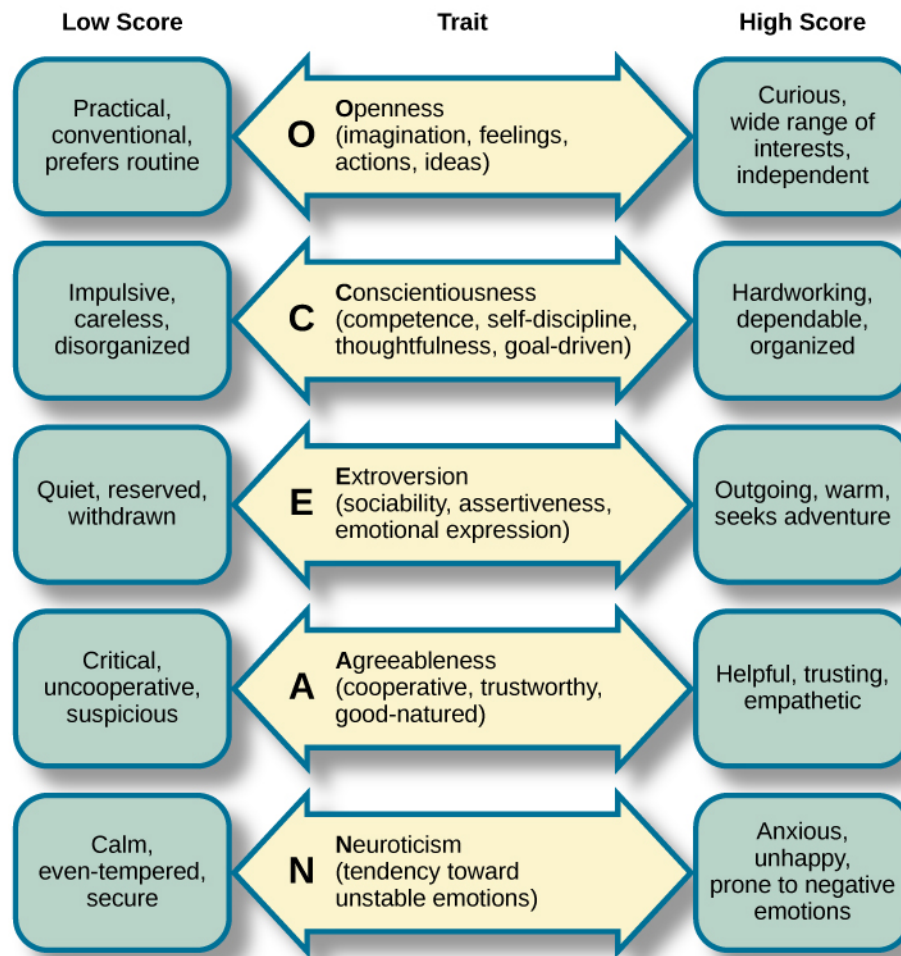 Low Score
Trait
High Score
Practical,
conventional,
prefers routine
O
Openness
(imagination, feelings,
actions, ideas)
Curious,
wide range of
interests,
independent
Impulsive,
careless,
disorganized
C
Conscientiousness
(competence, self-discipline,
thoughtfulness, goal-driven)
Hardworking,
dependable,
organized
Quiet, reserved,
withdrawn
E
Extroversion
(sociability, assertiveness,
emotional expression)
Outgoing, warm,
seeks adventure
Critical,
uncooperative,
suspicious
A
Agreeableness
(cooperative, trustworthy,
good-natured)
Helpful, trusting,
empathetic
Calm,
even-tempered,
secure
N
Neuroticism
(tendency toward
unstable emotions)
Anxious,
unhappy,
prone to negative
emotions